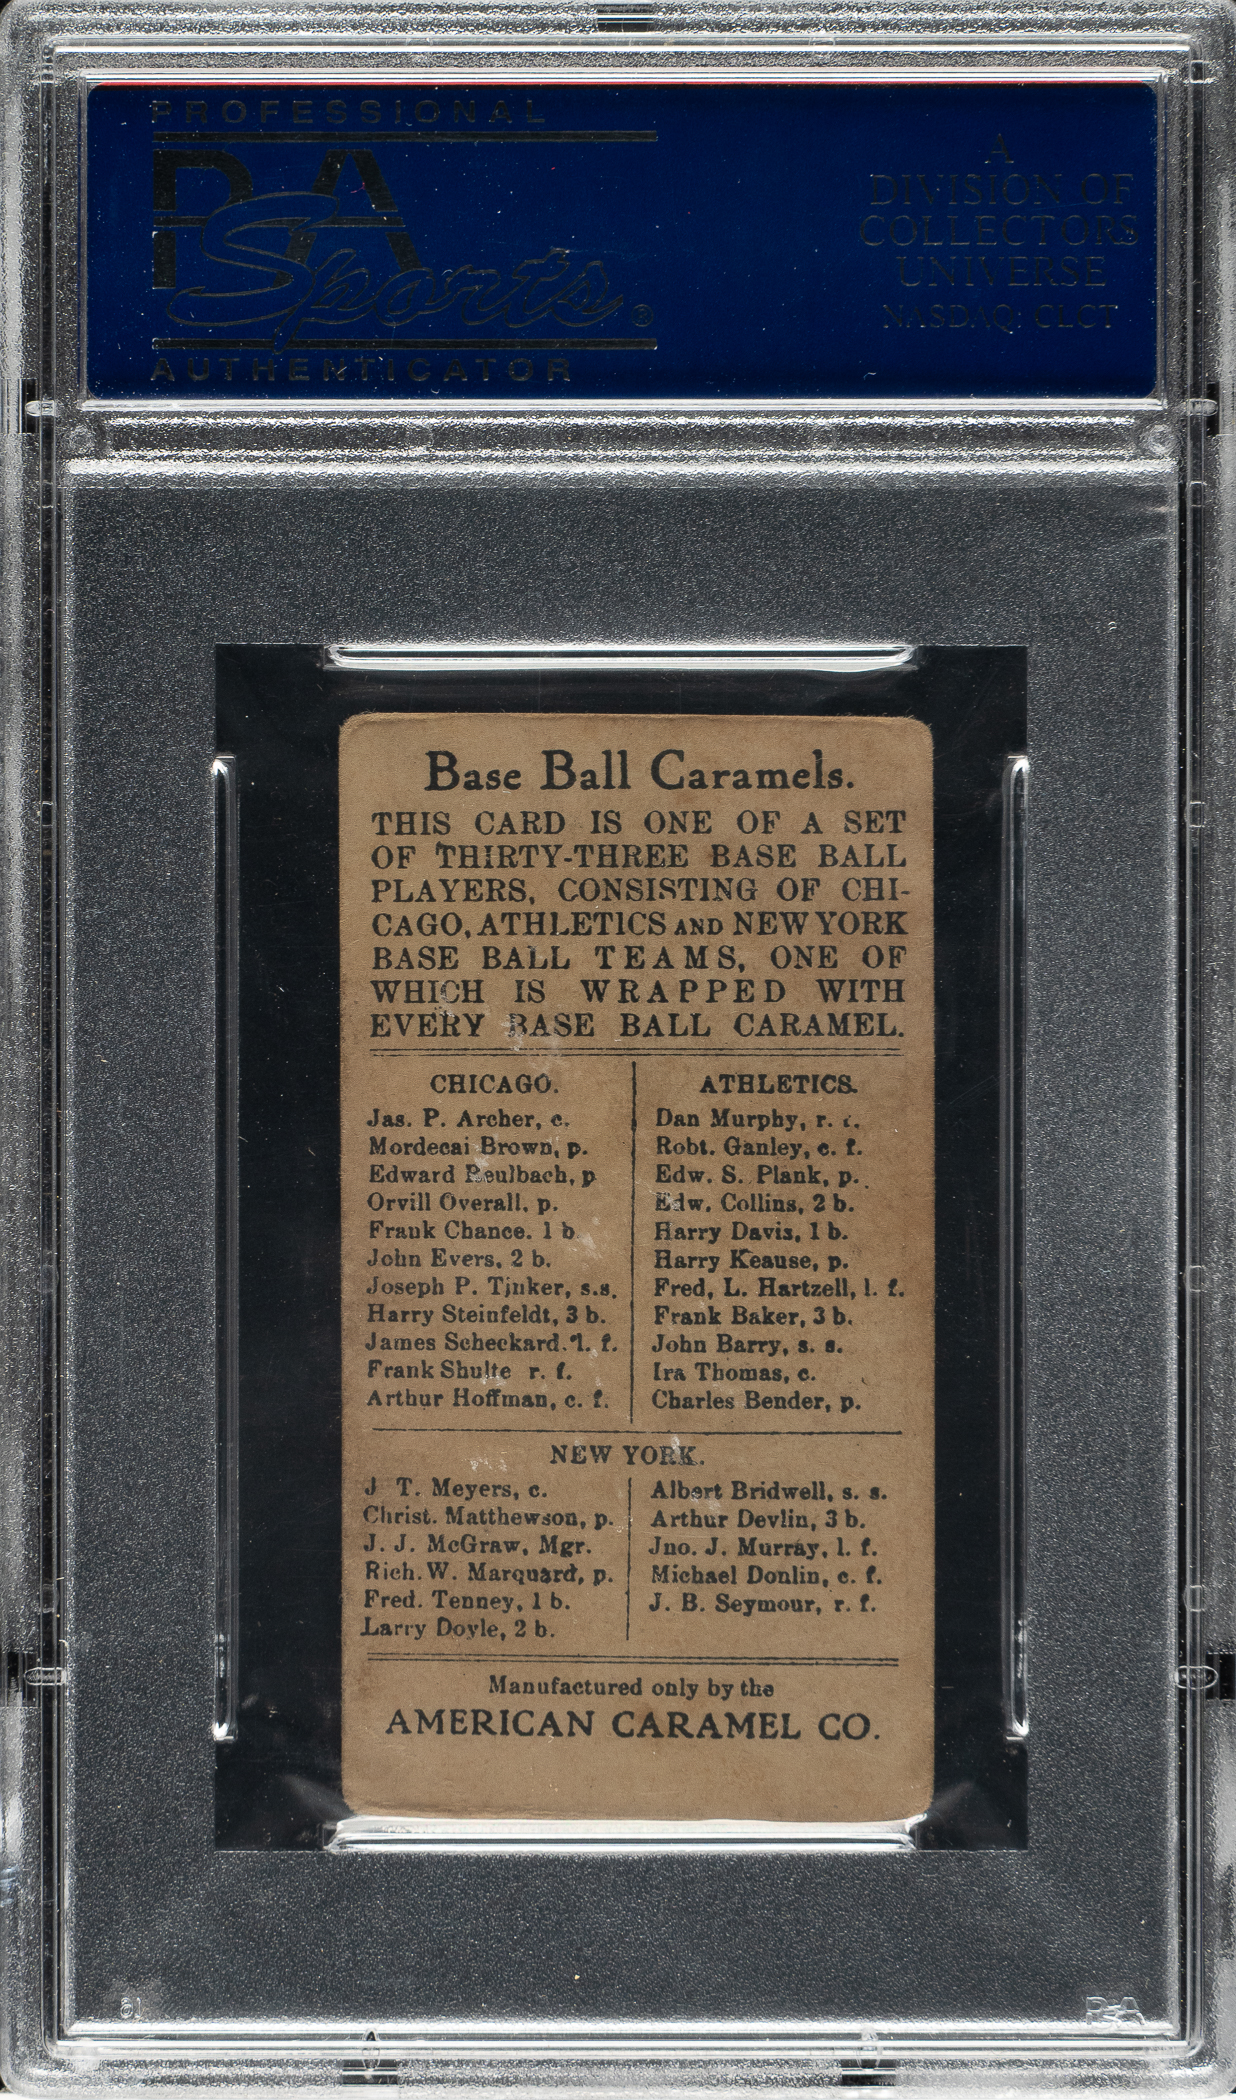 PROFESSIONAL
PSA
Sports®
AUTHENTICATOR
A
DIVISION OF
COLLECTORS
UNIVERSE
NASDAQ: CLCT
Base Ball Caramels.
THIS CARD IS ONE OF A SET
OF THIRTY-THREE BASE BALL
PLAYERS, CONSISTING OF CHI-
CAGO, ATHLETICS AND NEW YORK
BASE BALL TEAMS, ONE OF
WHICH IS WRAPPED WITH
EVERY BASE BALL CARAMEL.
CHICAGO.
Jas. P. Archer, c.
Mordecai Brown, p.
Edward Reulbach, p
Orvill Overall, p.
Frank Chance. 1 b.
John Evers, 2 b.
Joseph P. Tinker, s.s.
Harry Steinfeldt, 3 b.
James Scheckard. l. f.
Frank Shulte r. f.
Arthur Hoffman, c. f.
ATHLETICS.
Dan Murphy, r. f.
Robt. Ganley, c. f.
Edw. S. Plank, p.
Edw. Collins, 2 b.
Harry Davis, 1 b.
Harry Keause, p.
Fred, L. Hartzell, l. f.
Frank Baker, 3 b.
John Barry, s. s.
Ira Thomas, c.
Charles Bender, p.
NEW YORK.
J T. Meyers, c.
Christ. Matthewson, p.
J. J. McGraw, Mgr.
Rich. W. Marquard, p.
Fred. Tenney, 1 b.
Larry Doyle, 2 b.
Albert Bridwell, s. s.
Arthur Devlin, 3 b.
Jno. J. Murray, l. f.
Michael Donlin, c. f.
J. B. Seymour, r. f.
Manufactured only by the
AMERICAN CARAMEL CO.
61
PSA